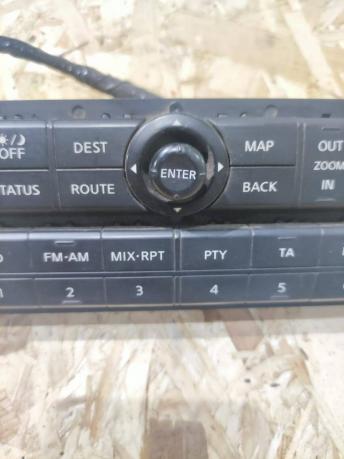 OFF DEST MAP OUT
ENTER ZOOM
STATUS ROUTE BACK IN
FM·AM MIX·RPT PTY TA
2 3 4 5